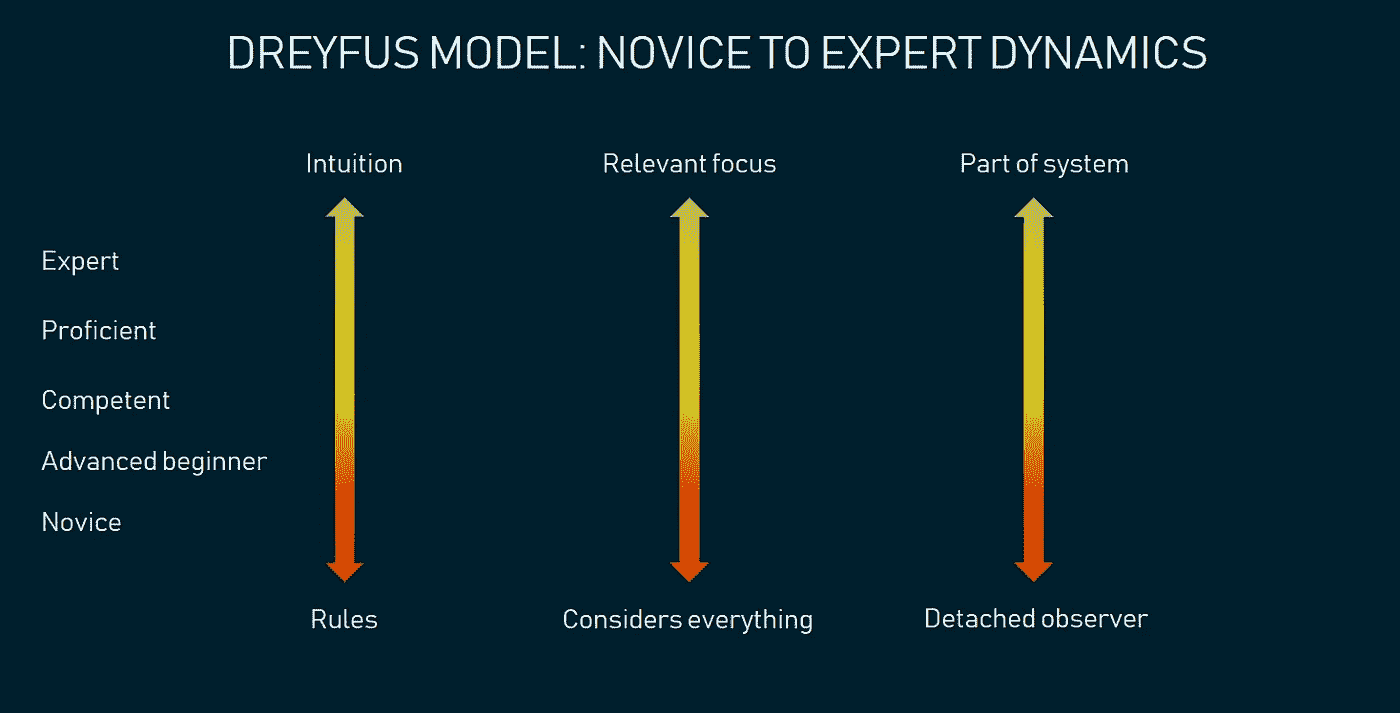 DREYFUS MODEL: NOVICE TO EXPERT DYNAMICS
Intuition
Relevant focus
Part of system
Expert
Proficient
Competent
Advanced beginner
Novice
Rules
Considers everything
Detached observer